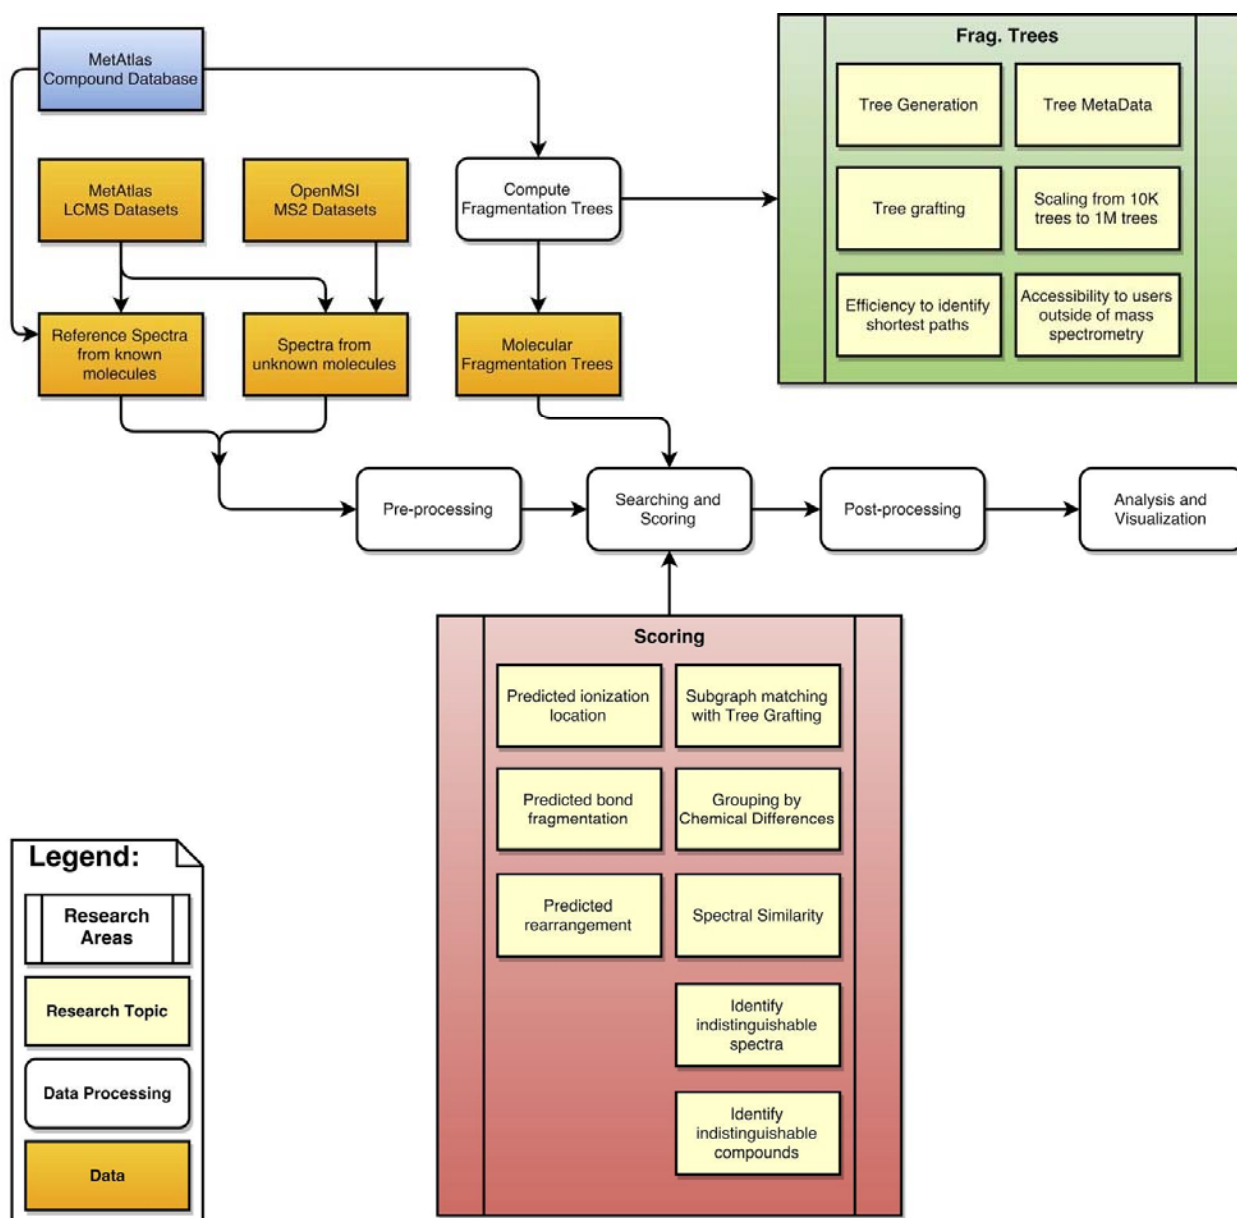 MetAtlas
Compound Database
Frag. Trees
Tree Generation
Tree MetaData
MetAtlas
LCMS Datasets
OpenMSI
MS2 Datasets
Compute
Fragmentation Trees
Tree grafting
Scaling from 10K
trees to 1M trees
Efficiency to identify
shortest paths
Accessibility to users
outside of mass
spectrometry
Reference Spectra
from known
molecules
Spectra from
unknown molecules
Molecular
Fragmentation Trees
Pre-processing
Searching and
Scoring
Post-processing
Analysis and
Visualization
Scoring
Predicted ionization
location
Subgraph matching
with Tree Grafting
Predicted bond
fragmentation
Grouping by
Chemical Differences
Predicted
rearrangement
Spectral Similarity
Identify
indistinguishable
spectra
Identify
indistinguishable
compounds
Legend:
Research
Areas
Research Topic
Data Processing
Data